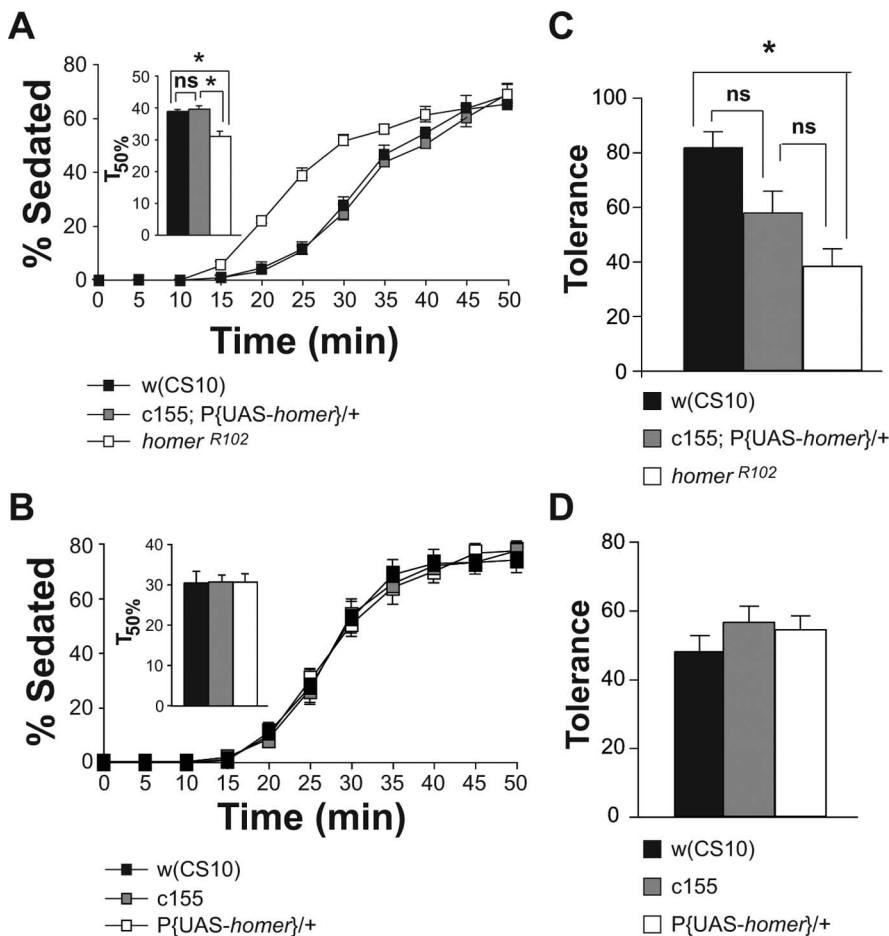 A
80
60
40
20
0
% Sedated
50
40
30
20
10
0
T50%
*
ns
*
0 5 10 15 20 25 30 35 40 45 50
Time (min)
w(CS10)
c155; P{UAS-homer}/+
homer R102
C
100
80
60
40
20
0
Tolerance
*
ns
ns
w(CS10)
c155; P{UAS-homer}/+
homer R102
B
80
60
40
20
0
% Sedated
40
30
20
10
0
T50%
0 5 10 15 20 25 30 35 40 45 50
Time (min)
w(CS10)
c155
P{UAS-homer}/+
D
80
60
40
20
0
Tolerance
w(CS10)
c155
P{UAS-homer}/+